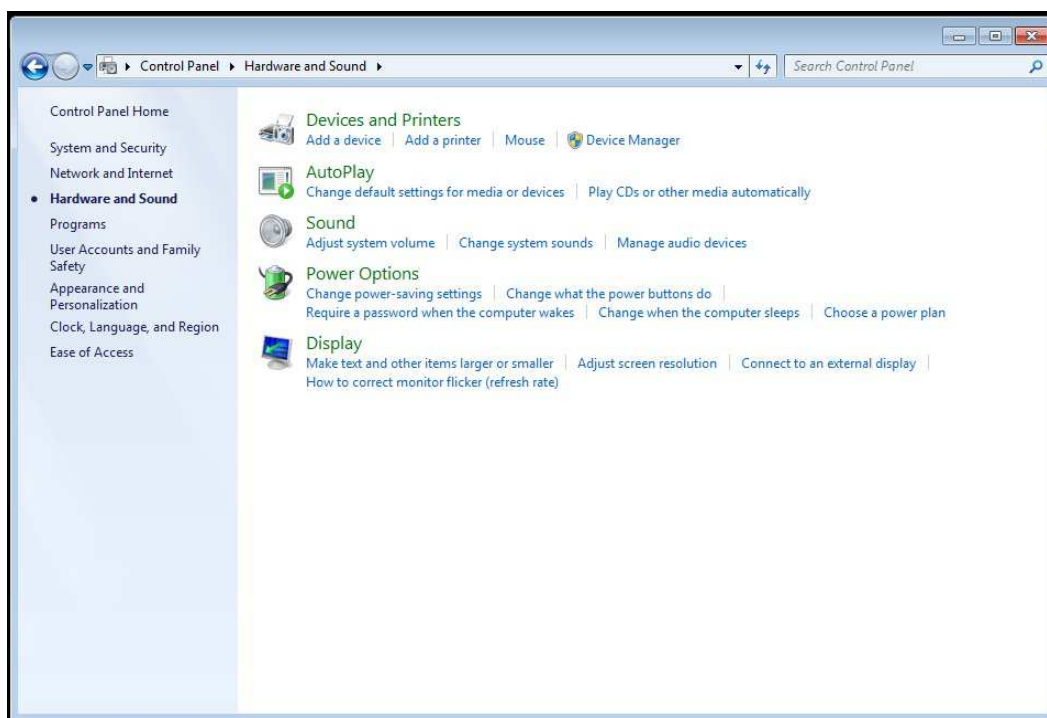 Control Panel Hardware and Sound
Search Control Panel
Control Panel Home
System and Security
Network and Internet
Hardware and Sound
Programs
User Accounts and Family
Safety
Appearance and
Personalization
Clock, Language, and Region
Ease of Access
Devices and Printers
Add a device Add a printer Mouse Device Manager
AutoPlay
Change default settings for media or devices Play CDs or other media automatically
Sound
Adjust system volume Change system sounds Manage audio devices
Power Options
Change power-saving settings Change what the power buttons do
Require a password when the computer wakes Change when the computer sleeps Choose a power plan
Display
Make text and other items larger or smaller Adjust screen resolution Connect to an external display
How to correct monitor flicker (refresh rate)